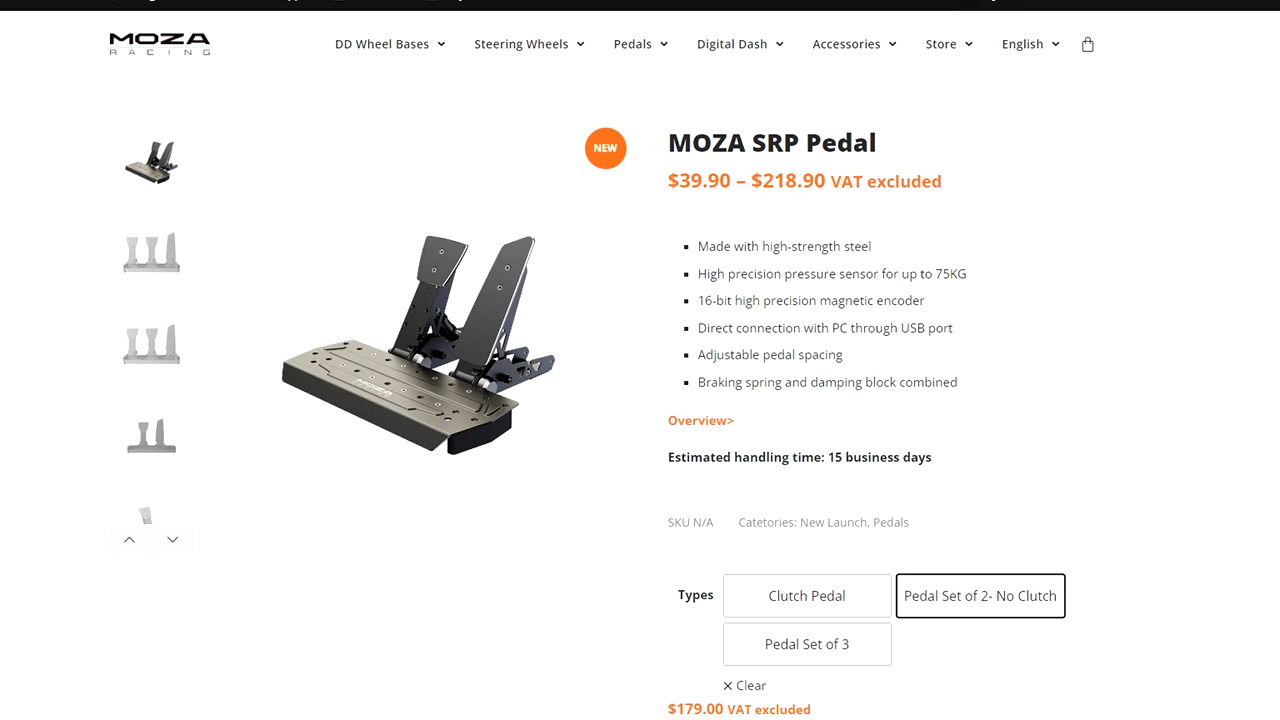 MOZA
RACING
DD Wheel Bases
Steering Wheels
Pedals
Digital Dash
Accessories
Store
English
NEW
MOZA SRP Pedal
$39.90 – $218.90 VAT excluded
Made with high-strength steel
High precision pressure sensor for up to 75KG
16-bit high precision magnetic encoder
Direct connection with PC through USB port
Adjustable pedal spacing
Braking spring and damping block combined
Overview>
Estimated handling time: 15 business days
SKU N/A Catetories: New Launch, Pedals
Types
Clutch Pedal
Pedal Set of 2- No Clutch
Pedal Set of 3
Clear
$179.00 VAT excluded
MOZA